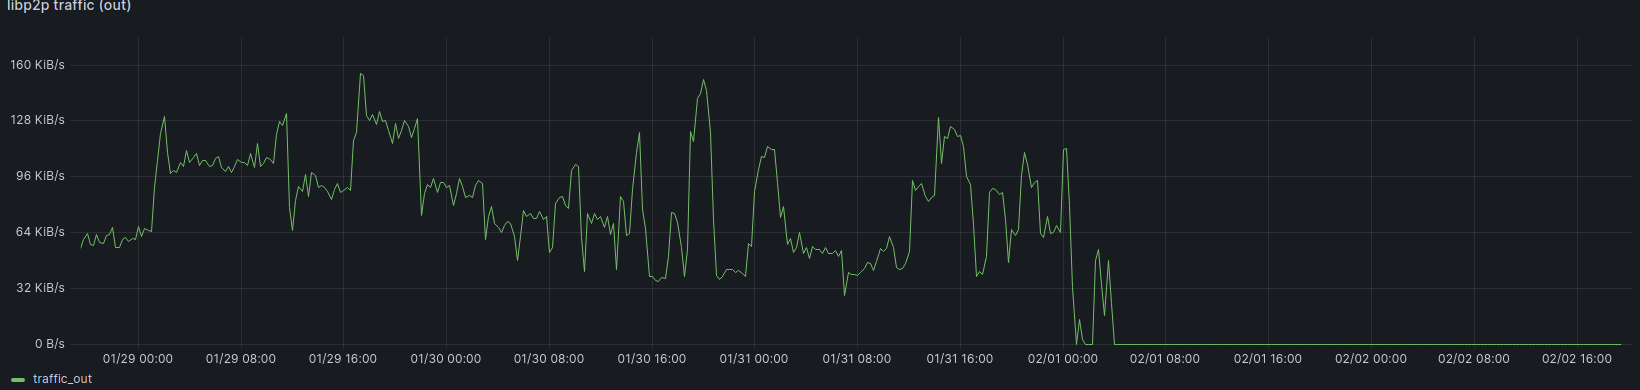 libp2p traffic (out)
160 KiB/s
128 KiB/s
96 KiB/s
64 KiB/s
32 KiB/s
0 B/s
01/29 00:00 01/29 08:00 01/29 16:00 01/30 00:00 01/30 08:00 01/30 16:00 01/31 00:00 01/31 08:00 01/31 16:00 02/01 00:00 02/01 08:00 02/01 16:00 02/02 00:00 02/02 08:00 02/02 16:00
traffic_out